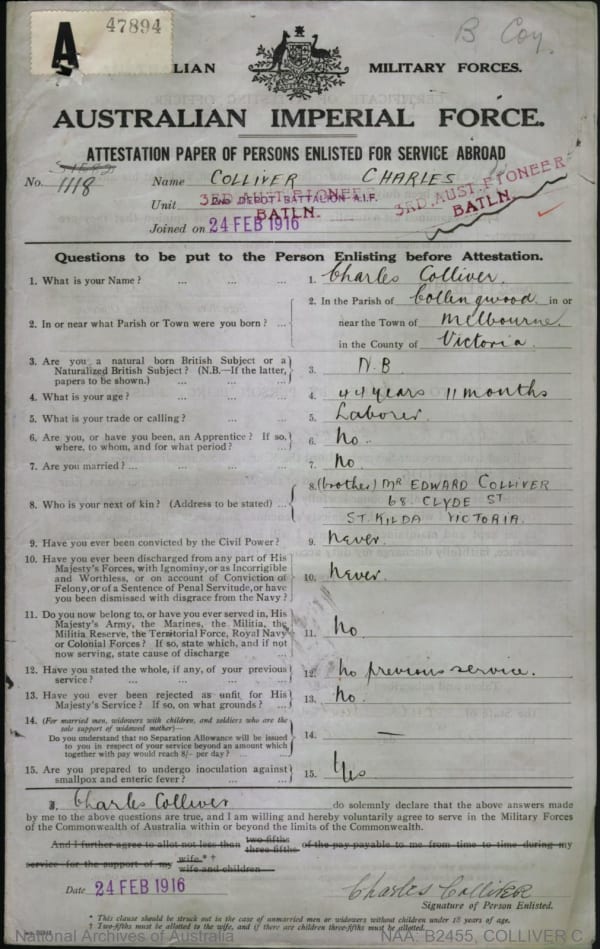 A 47894
B Coy.
ALIAN MILITARY FORCES.
AUSTRALIAN IMPERIAL FORCE.
ATTESTATION PAPER OF PERSONS ENLISTED FOR SERVICE ABROAD
No. 1118 Name COLLIVER CHARLES
Unit 2ND DEPOT BATTALION A.I.F.
3RD AUST. PIONEER BATLN.
3RD. AUST. PIONEER BATLN.
Joined on 24 FEB 1916
Questions to be put to the Person Enlisting before Attestation.
1. What is your Name? ... ... ... 1. Charles Colliver.
2. In or near what Parish or Town were you born? ... 2. In the Parish of Collingwood in or
near the Town of Melbourne.
in the County of Victoria.
3. Are you a natural born British Subject or a
Naturalized British Subject? (N.B.—If the latter,
papers to be shown.) ... ... 3. N.B
4. What is your age? ... ... ... 4. 44 years 11 months
5. What is your trade or calling? ... ... 5. Laborer.
6. Are you, or have you been, an Apprentice? If so,
where, to whom, and for what period? ... 6. No.
7. Are you married? ... ... ... ... 7. No.
8. Who is your next of kin? (Address to be stated) ... 8. (brother) MR EDWARD COLLIVER
68. CLYDE ST
ST. KILDA VICTORIA.
9. Have you ever been convicted by the Civil Power? ... 9. Never.
10. Have you ever been discharged from any part of His
Majesty's Forces, with Ignominy, or as Incorrigible
and Worthless, or on account of Conviction of
Felony, or of a Sentence of Penal Servitude, or have
you been dismissed with disgrace from the Navy? 10. Never.
11. Do you now belong to, or have you ever served in, His
Majesty's Army, the Marines, the Militia, the
Militia Reserve, the Territorial Force, Royal Navy
or Colonial Forces? If so, state which, and if not
now serving, state cause of discharge ... 11. No.
12. Have you stated the whole, if any, of your previous
service? ... ... ... ... 12. No previous service.
13. Have you ever been rejected as unfit for His
Majesty's Service? If so, on what grounds? ... 13. No.
14. (For married men, widowers with children, and soldiers who are the
sole support of widowed mother)—
Do you understand that no Separation Allowance will be issued
to you in respect of your service beyond an amount which
together with pay would reach 8/- per day? ... 14. —
15. Are you prepared to undergo inoculation against
smallpox and enteric fever? ... ... 15. Yes
I, Charles Colliver do solemnly declare that the above answers made
by me to the above questions are true, and I am willing and hereby voluntarily agree to serve in the Military Forces
of the Commonwealth of Australia within or beyond the limits of the Commonwealth.
And I further agree to allot not less than two-fifths three-fifths of the pay payable to me from time to time during my
service for the support of my wife * † wife and children
Date 24 FEB 1916 Charles Colliver
Signature of Person Enlisted.
* This clause should be struck out in the case of unmarried men or widowers without children under 18 years of age.
† Two-fifths must be allotted to the wife, and if there are children three-fifths must be allotted.
National Archives of Australia NAA: B2455, COLLIVER C